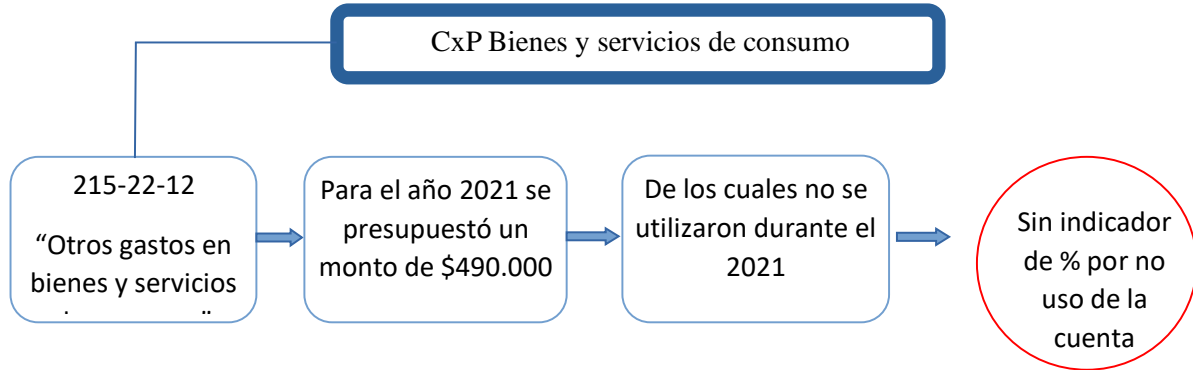 CxP Bienes y servicios de consumo
215-22-12
“Otros gastos en
bienes y servicios
Para el año 2021 se
presupuestó un
monto de $490.000
De los cuales no se
utilizaron durante el
2021
Sin indicador
de % por no
uso de la
cuenta